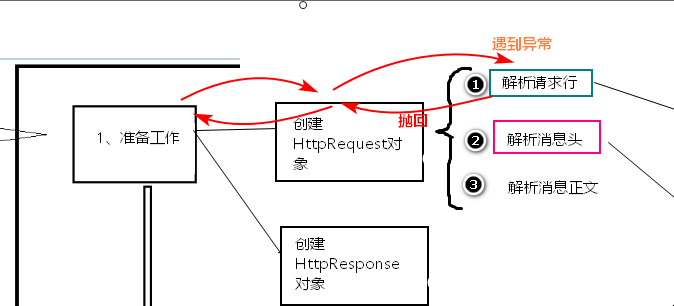 遇到异常
❶ 解析请求行
抛回
1、准备工作
创建
HttpRequest对
象
❷ 解析消息头
❸ 解析消息正文
创建
HttpResponse
对象